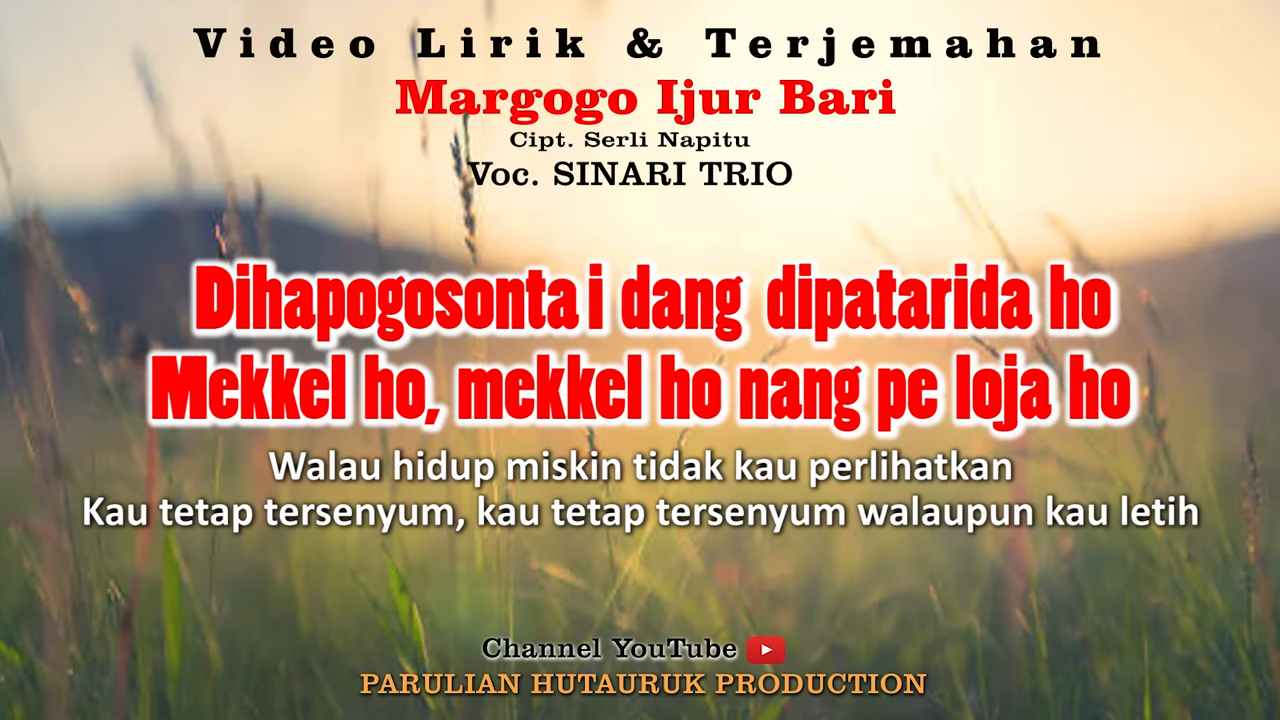 Video Lirik & Terjemahan
Margogo Ijur Bari
Cipt. Serli Napitu
Voc. SINARI TRIO
Dihapogosonta i dang dipatarida ho
Mekkel ho, mekkel ho nang pe loja ho
Walau hidup miskin tidak kau perlihatkan
Kau tetap tersenyum, kau tetap tersenyum walaupun kau letih
Channel YouTube
PARULIAN HUTAURUK PRODUCTION